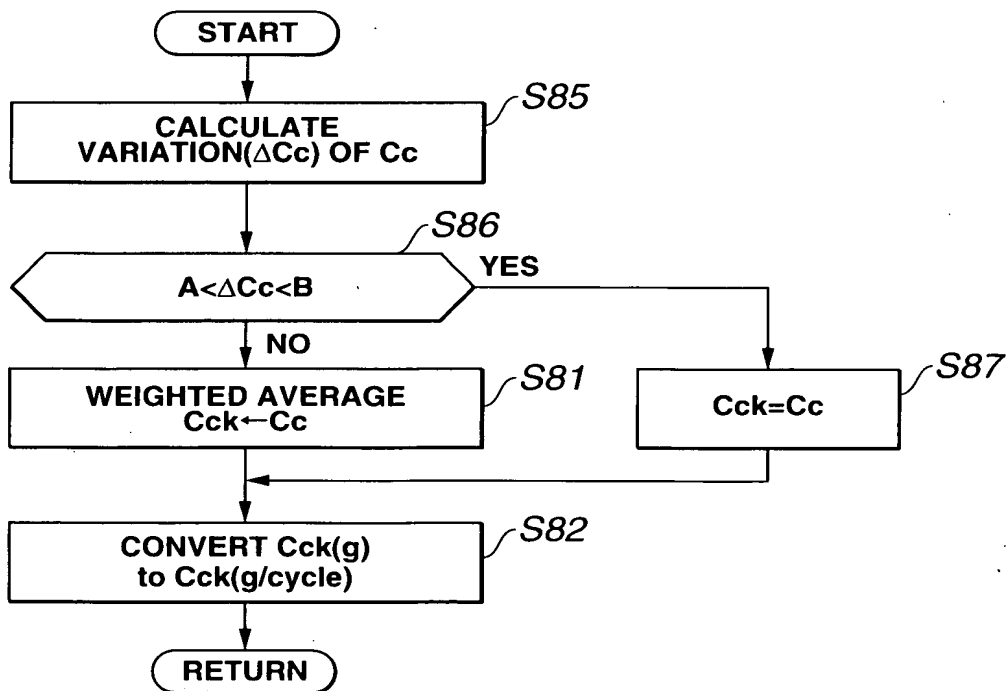 START
S85
CALCULATE
VARIATION(ΔCc) OF Cc
S86
A<ΔCc<B
YES
NO
S81
WEIGHTED AVERAGE
Cck←Cc
S87
Cck=Cc
S82
CONVERT Cck(g)
to Cck(g/cycle)
RETURN